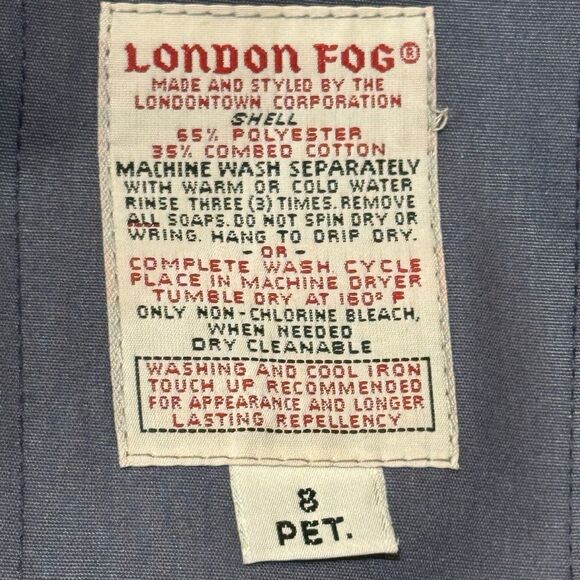 LONDON FOG®
MADE AND STYLED BY THE
LONDONTOWN CORPORATION
SHELL
65% POLYESTER
35% COMBED COTTON
MACHINE WASH SEPARATELY
WITH WARM OR COLD WATER
RINSE THREE (3) TIMES. REMOVE
ALL SOAPS. DO NOT SPIN DRY OR
WRING. HANG TO DRIP DRY.
- OR -
COMPLETE WASH CYCLE
PLACE IN MACHINE DRYER
TUMBLE DRY AT 160° F
ONLY NON-CHLORINE BLEACH,
WHEN NEEDED
DRY CLEANABLE
WASHING AND COOL IRON
TOUCH UP RECOMMENDED
FOR APPEARANCE AND LONGER
LASTING REPELLENCY
8
PET.